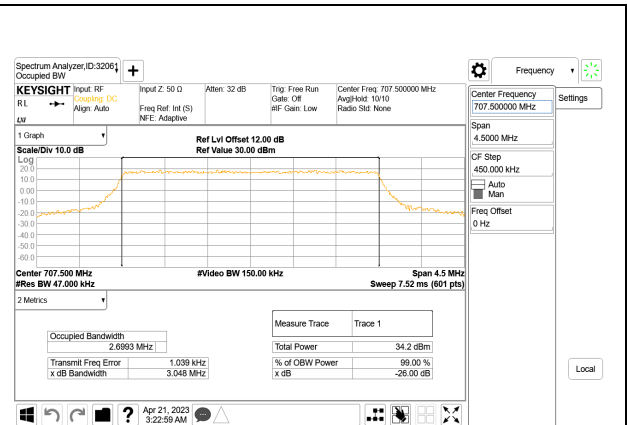 Spectrum Analyzer,ID:32061
Occupied BW
Frequency
KEYSIGHT
R L
LXI
Input: RF
Coupling: DC
Align: Auto
Input Z: 50 Ω
Freq Ref: Int (S)
NFE: Adaptive
Atten: 32 dB
Trig: Free Run
Gate: Off
#IF Gain: Low
Center Freq: 707.500000 MHz
Avg|Hold: 10/10
Radio Std: None
Center Frequency
707.500000 MHz
Settings
Span
4.5000 MHz
CF Step
450.000 kHz
Auto
Man
Freq Offset
0 Hz
1 Graph
Scale/Div 10.0 dB
Ref Lvl Offset 12.00 dB
Ref Value 30.00 dBm
Log
20.0
10.0
0.00
-10.0
-20.0
-30.0
-40.0
-50.0
-60.0
Center 707.500 MHz
#Video BW 150.00 kHz
Span 4.5 MHz
#Res BW 47.000 kHz
Sweep 7.52 ms (601 pts)
2 Metrics
Measure Trace Trace 1
Occupied Bandwidth
2.6993 MHz
Total Power 34.2 dBm
Transmit Freq Error 1.039 kHz
% of OBW Power 99.00 %
x dB Bandwidth 3.048 MHz
x dB -26.00 dB
Local
?
Apr 21, 2023
3:22:59 AM